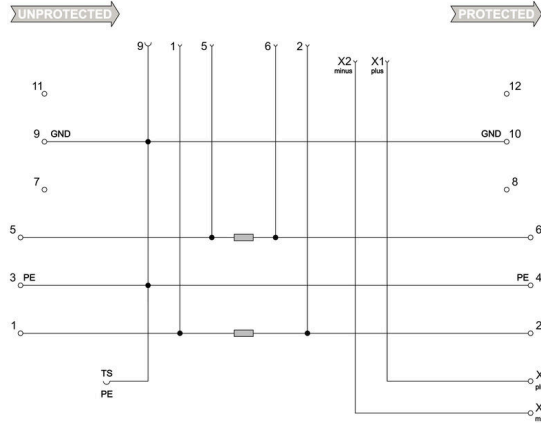 UNPROTECTED PROTECTED
9 1 5 6 2 X2 X1
minus plus
11 12
9 GND GND 10
7 8
5 6
3 PE PE 4
1 2
TS X
PE pl
X
m